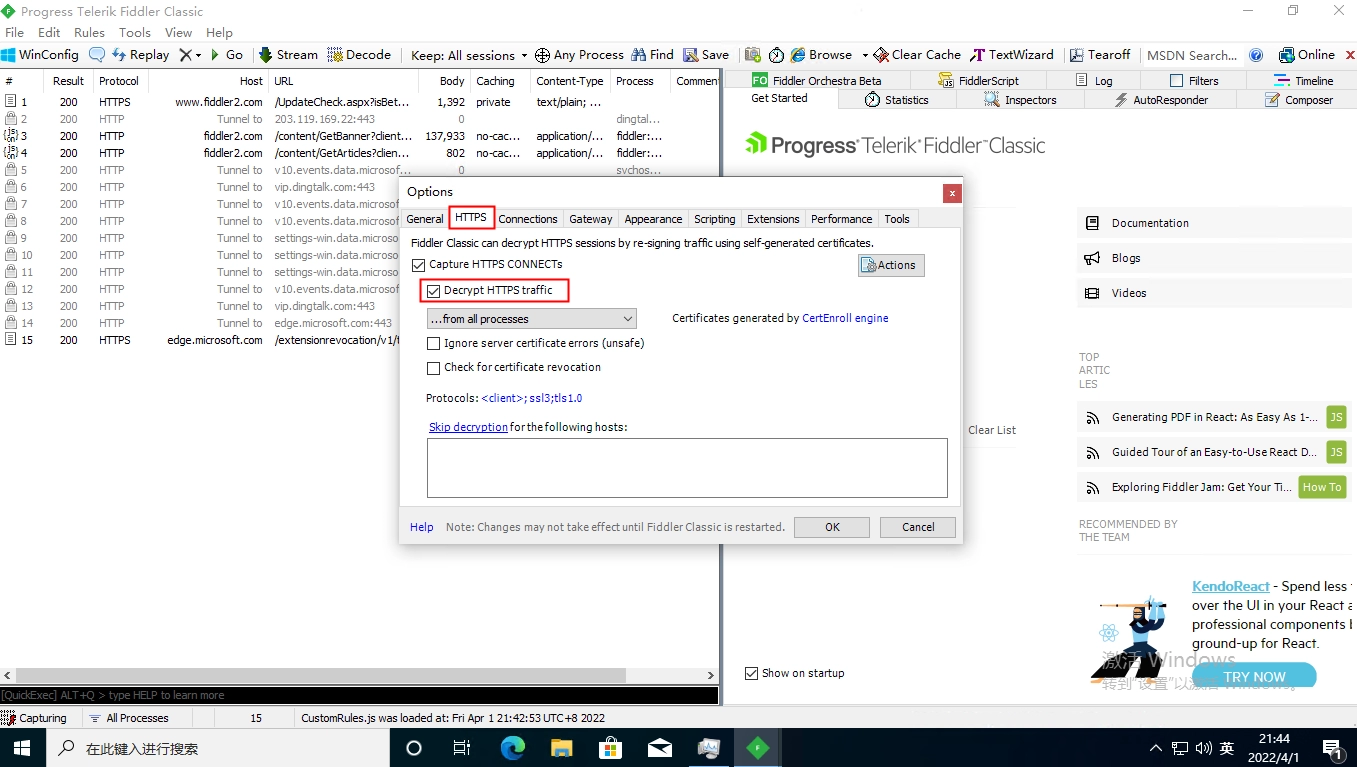 Progress Telerik Fiddler Classic
File Edit Rules Tools View Help
WinConfig Replay Go Stream Decode Keep: All sessions Any Process Find Save Browse Clear Cache TextWizard Tearoff MSDN Search... Online
# Result Protocol Host URL Body Caching Content-Type Process Comment
1 200 HTTPS www.fiddler2.com /UpdateCheck.aspx?isBet... 1,392 private text/plain; ...
2 200 HTTP Tunnel to 203.119.169.22:443 0 dingtal...
3 200 HTTPS fiddler2.com /content/GetBanner?client... 137,933 no-cac... application/... fiddler:...
4 200 HTTPS fiddler2.com /content/GetArticles?clien... 802 no-cac... application/... fiddler:...
5 200 HTTP Tunnel to v10.events.data.microsof... 0 svchos...
6 200 HTTP Tunnel to vip.dingtalk.com:443
7 200 HTTP Tunnel to v10.events.data.microsof
8 200 HTTP Tunnel to v10.events.data.microsof
9 200 HTTP Tunnel to settings-win.data.microso
10 200 HTTP Tunnel to settings-win.data.microso
11 200 HTTP Tunnel to settings-win.data.microso
12 200 HTTP Tunnel to v10.events.data.microsof
13 200 HTTP Tunnel to vip.dingtalk.com:443
14 200 HTTP Tunnel to edge.microsoft.com:443
15 200 HTTPS edge.microsoft.com /extensionrevocation/v1/
Options
General HTTPS Connections Gateway Appearance Scripting Extensions Performance Tools
Fiddler Classic can decrypt HTTPS sessions by re-signing traffic using self-generated certificates.
Capture HTTPS CONNECTs
Actions
Decrypt HTTPS traffic
...from all processes
Certificates generated by CertEnroll engine
Ignore server certificate errors (unsafe)
Check for certificate revocation
Protocols: <client>;ssl3;tls1.0
Skip decryption for the following hosts:
Help Note: Changes may not take effect until Fiddler Classic is restarted. OK Cancel
FO Fiddler Orchestra Beta FiddlerScript Log Filters Timeline
Get Started Statistics Inspectors AutoResponder Composer
Progress Telerik Fiddler Classic
Documentation
Blogs
Videos
TOP
ARTIC
LES
Generating PDF in React: As Easy As 1-... JS
Clear List
Guided Tour of an Easy-to-Use React D... JS
Exploring Fiddler Jam: Get Your Ti... How To
RECOMMENDED BY
THE TEAM
KendoReact - Spend less
over the UI in your React a
professional components
ground-up for React.
TRY NOW
激活 Windows
转到"设置"以激活 Windows。
Show on startup
[QuickExec] ALT+Q > type HELP to learn more
Capturing All Processes 15 CustomRules.js was loaded at: Fri Apr 1 21:42:53 UTC+8 2022
在此键入进行搜索
英
21:44
2022/4/1
1